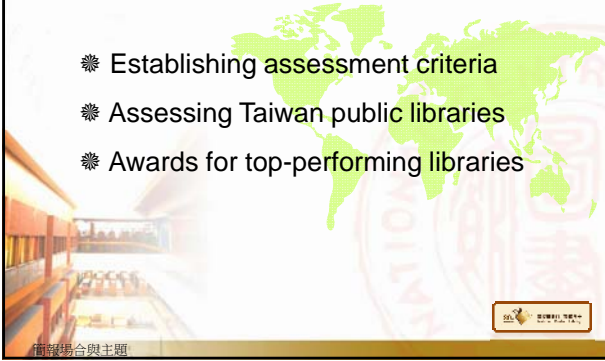 Establishing assessment criteria
Assessing Taiwan public libraries
Awards for top-performing libraries
簡報場合與主題